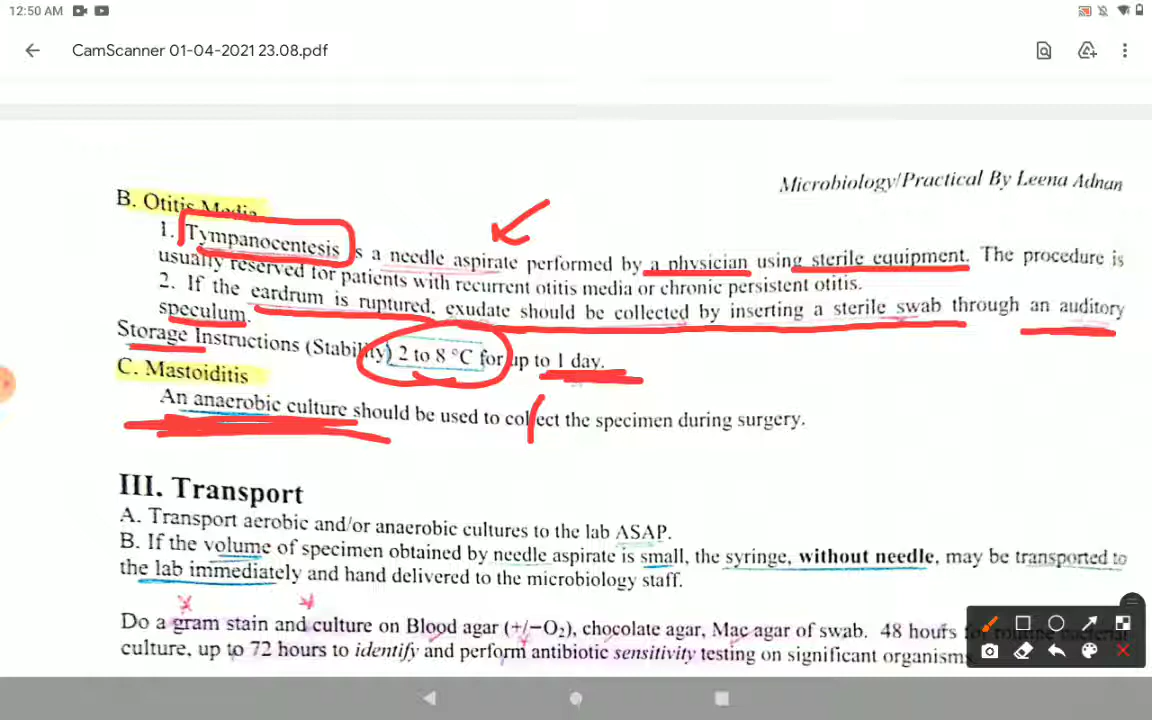 12:50 AM
CamScanner 01-04-2021 23.08.pdf
Microbiology/Practical By Leena Adnan
B. Otitis Media
1. Tympanocentesis is a needle aspirate performed by a physician using sterile equipment. The procedure is
usually reserved for patients with recurrent otitis media or chronic persistent otitis.
2. If the eardrum is ruptured, exudate should be collected by inserting a sterile swab through an auditory
speculum.
Storage Instructions (Stability) 2 to 8 °C for up to 1 day.
C. Mastoiditis
An anaerobic culture should be used to collect the specimen during surgery.
III. Transport
A. Transport aerobic and/or anaerobic cultures to the lab ASAP.
B. If the volume of specimen obtained by needle aspirate is small, the syringe, without needle, may be transported to
the lab immediately and hand delivered to the microbiology staff.
Do a gram stain and culture on Blood agar (+/−O₂), chocolate agar, Mac agar of swab. 48 hours for routine bacterial
culture, up to 72 hours to identify and perform antibiotic sensitivity testing on significant organisms